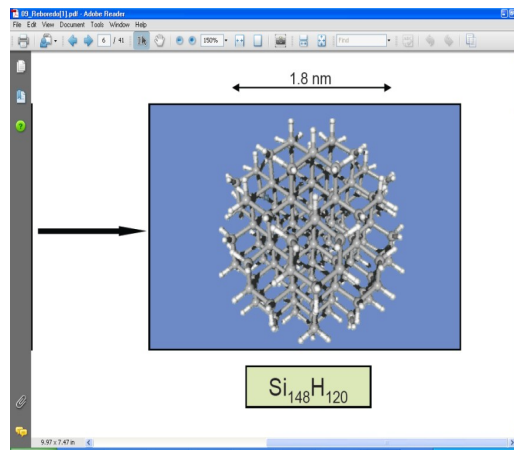 09_Reboredo[1].pdf - Adobe Reader
File Edit View Document Tools Window Help
6 / 41 150% Find
1.8 nm
Si₁₄₈H₁₂₀
9.97 x 7.47 in